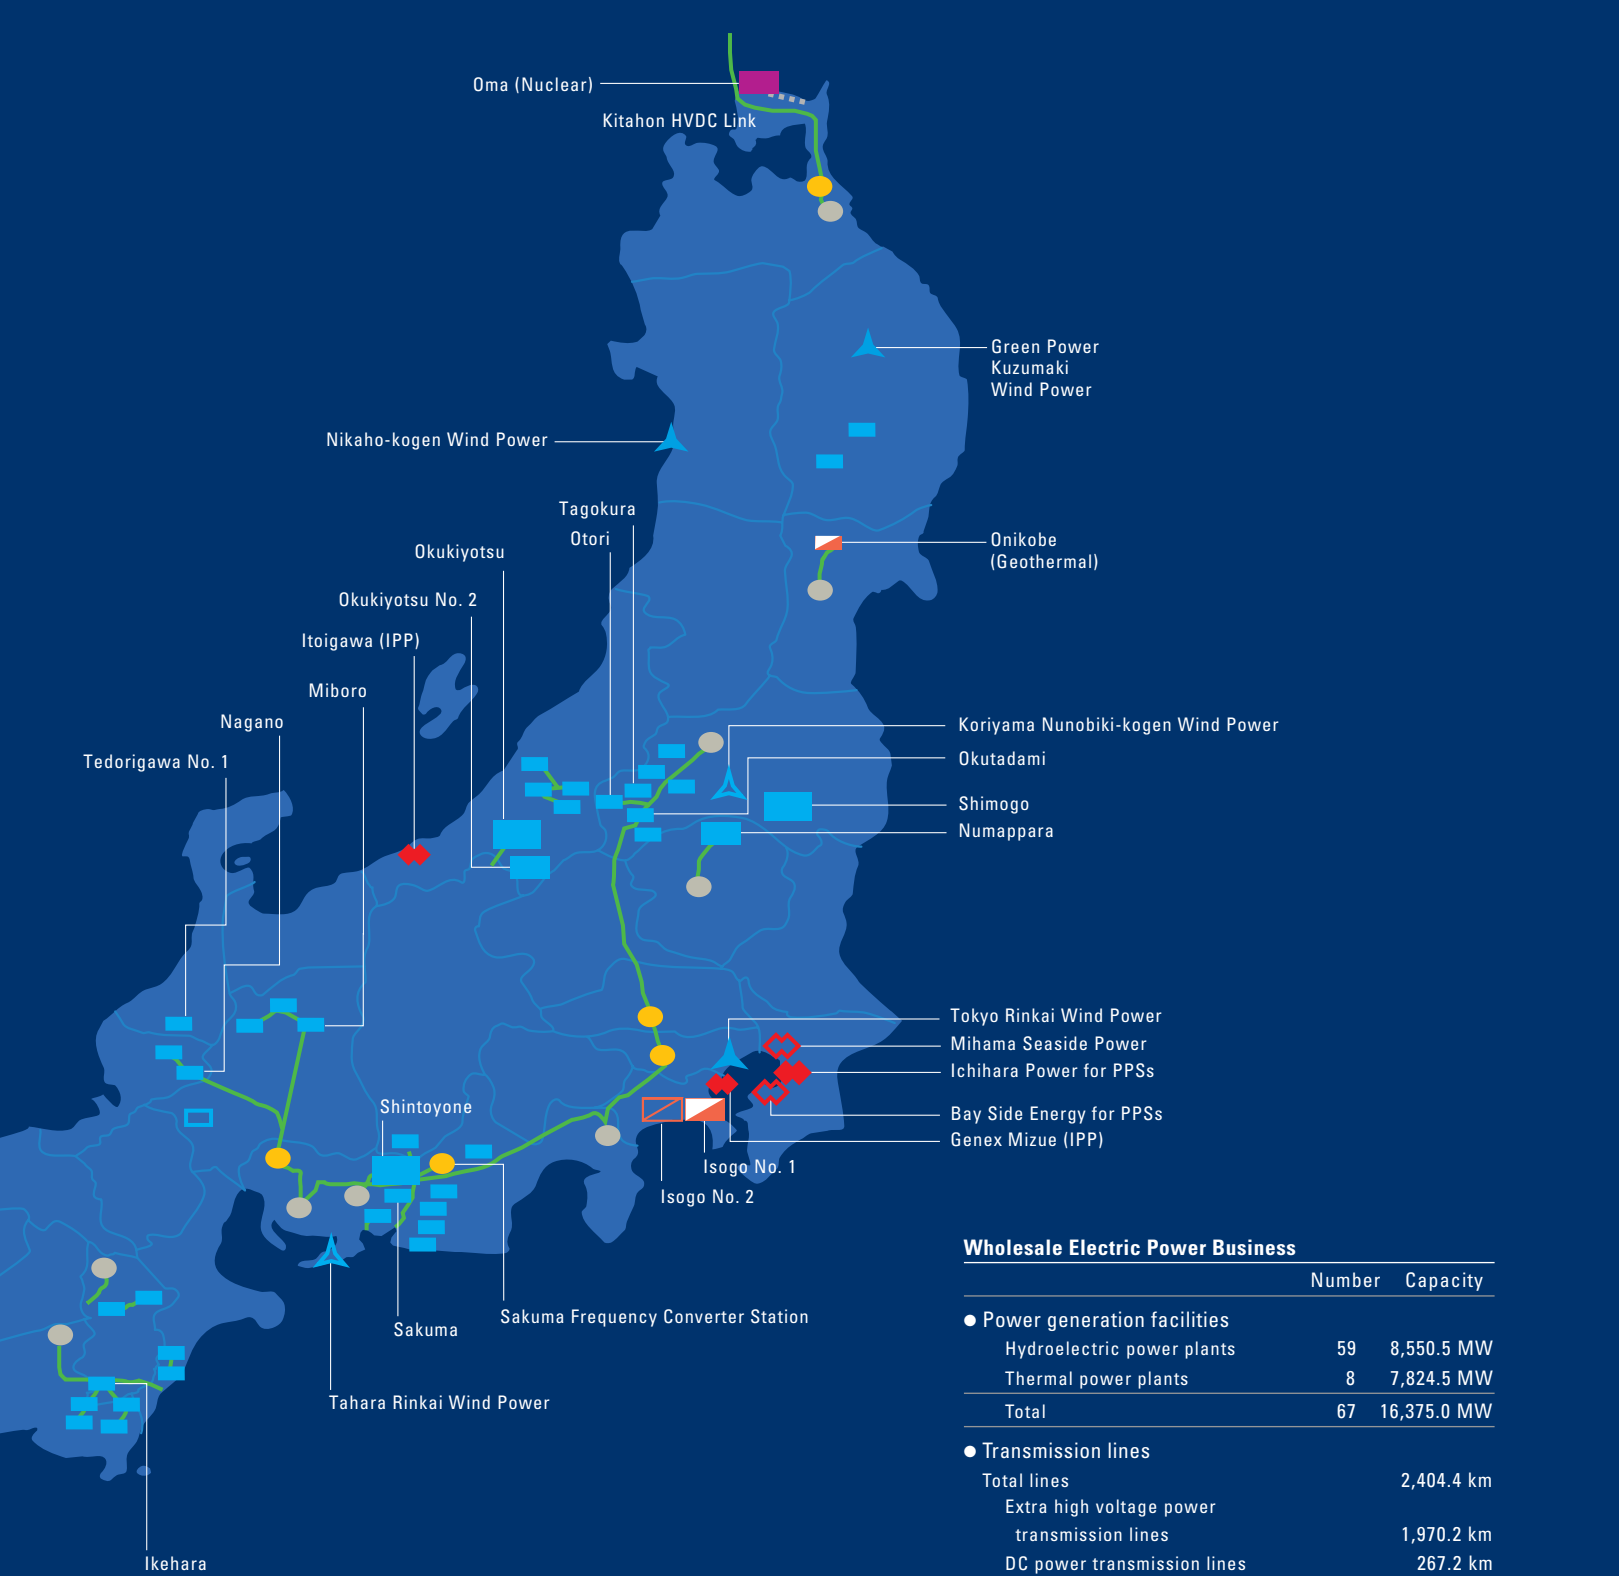 Oma (Nuclear)
Kitahon HVDC Link
Green Power
Kuzumaki
Wind Power
Nikaho-kogen Wind Power
Tagokura
Otori
Onikobe
(Geothermal)
Okukiyotsu
Okukiyotsu No. 2
Itoigawa (IPP)
Miboro
Nagano
Tedorigawa No. 1
Koriyama Nunobiki-kogen Wind Power
Okutadami
Shimogo
Numappara
Tokyo Rinkai Wind Power
Mihama Seaside Power
Ichihara Power for PPSs
Bay Side Energy for PPSs
Genex Mizue (IPP)
Shintoyone
Isogo No. 1
Isogo No. 2
Sakuma Frequency Converter Station
Sakuma
Tahara Rinkai Wind Power
Ikehara
Wholesale Electric Power Business
Number Capacity
● Power generation facilities
Hydroelectric power plants 59 8,550.5 MW
Thermal power plants 8 7,824.5 MW
Total 67 16,375.0 MW
● Transmission lines
Total lines 2,404.4 km
Extra high voltage power
transmission lines 1,970.2 km
DC power transmission lines 267.2 km